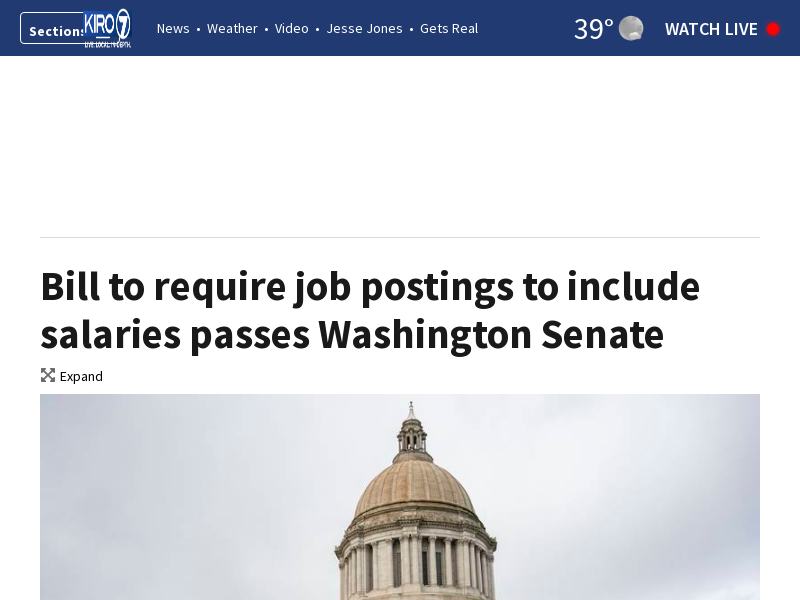 Sections
KIRO 7
LIVE. LOCAL. IN-DEPTH.
News • Weather • Video • Jesse Jones • Gets Real
39°
WATCH LIVE
Bill to require job postings to include
salaries passes Washington Senate
Expand